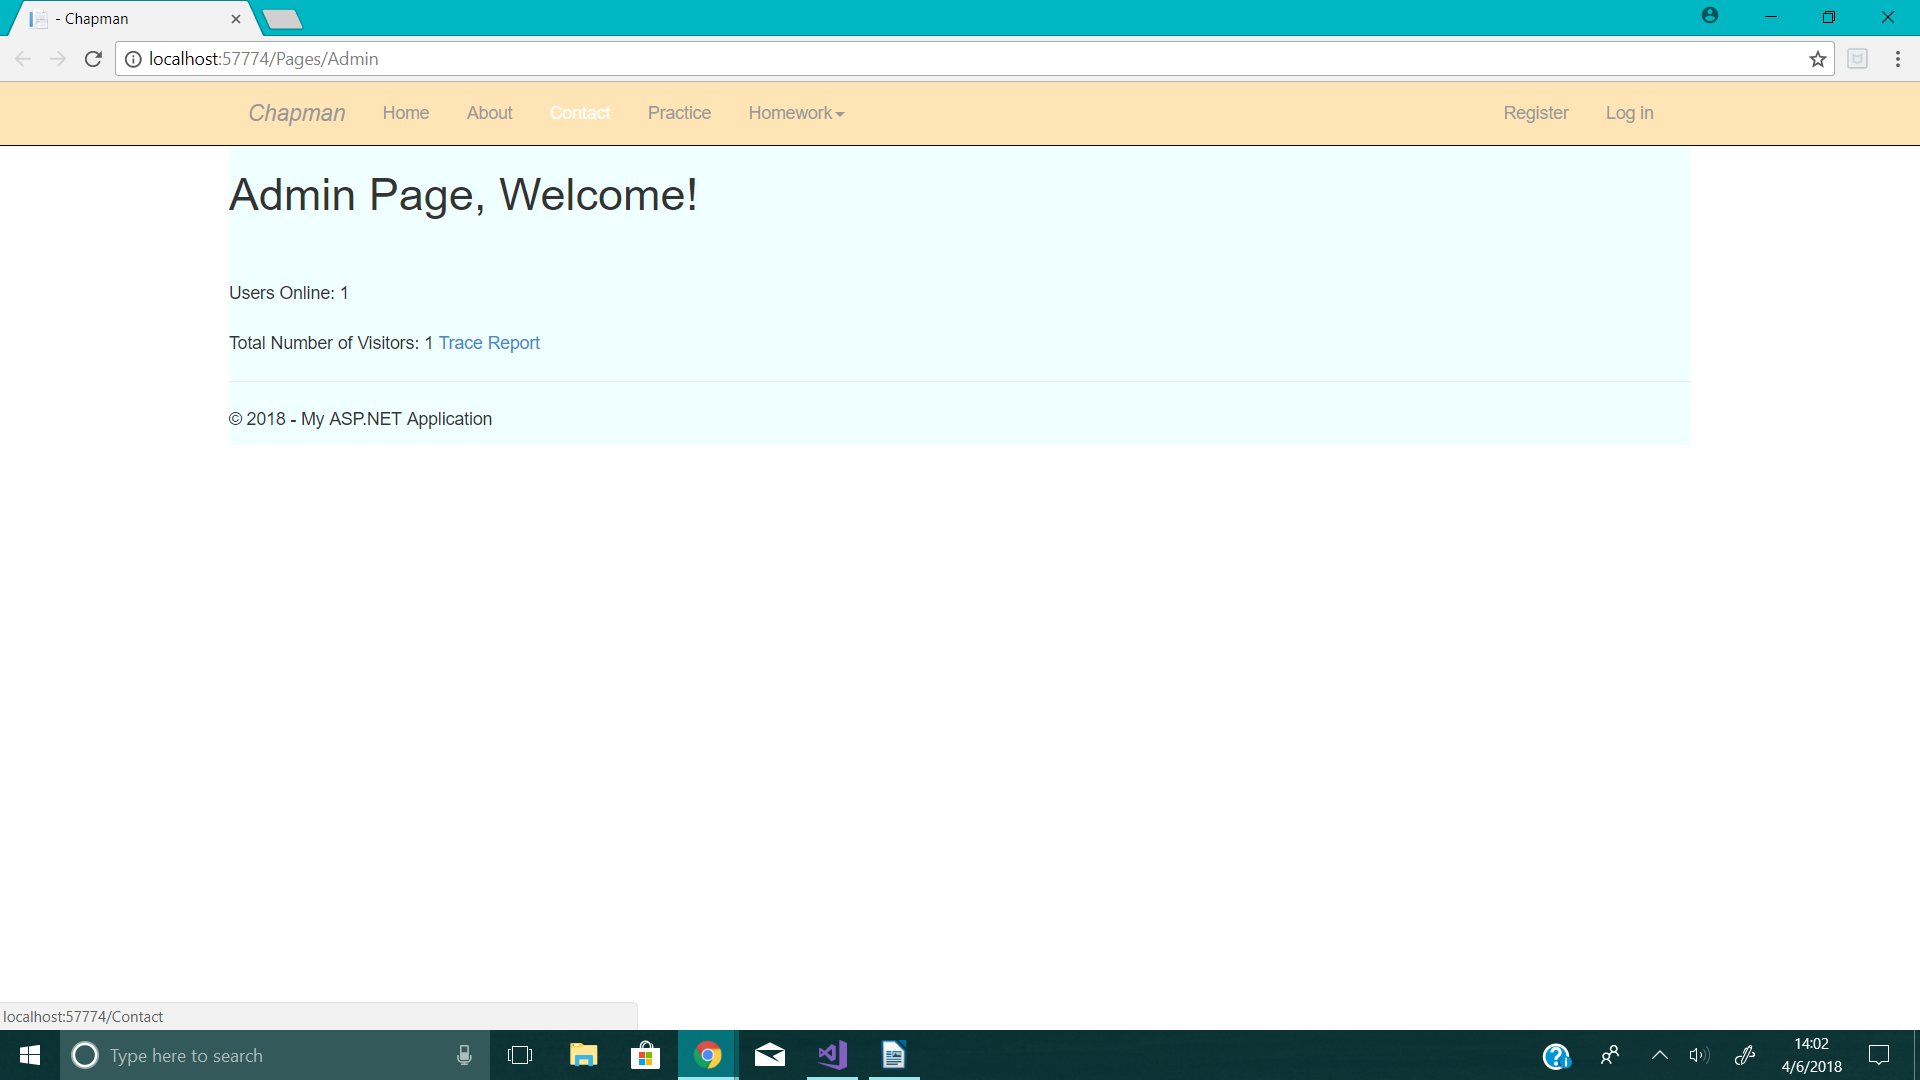 - Chapman
localhost:57774/Pages/Admin
Chapman Home About Contact Practice Homework Register Log in
Admin Page, Welcome!
Users Online: 1
Total Number of Visitors: 1 Trace Report
© 2018 - My ASP.NET Application
localhost:57774/Contact
Type here to search
14:02
4/6/2018